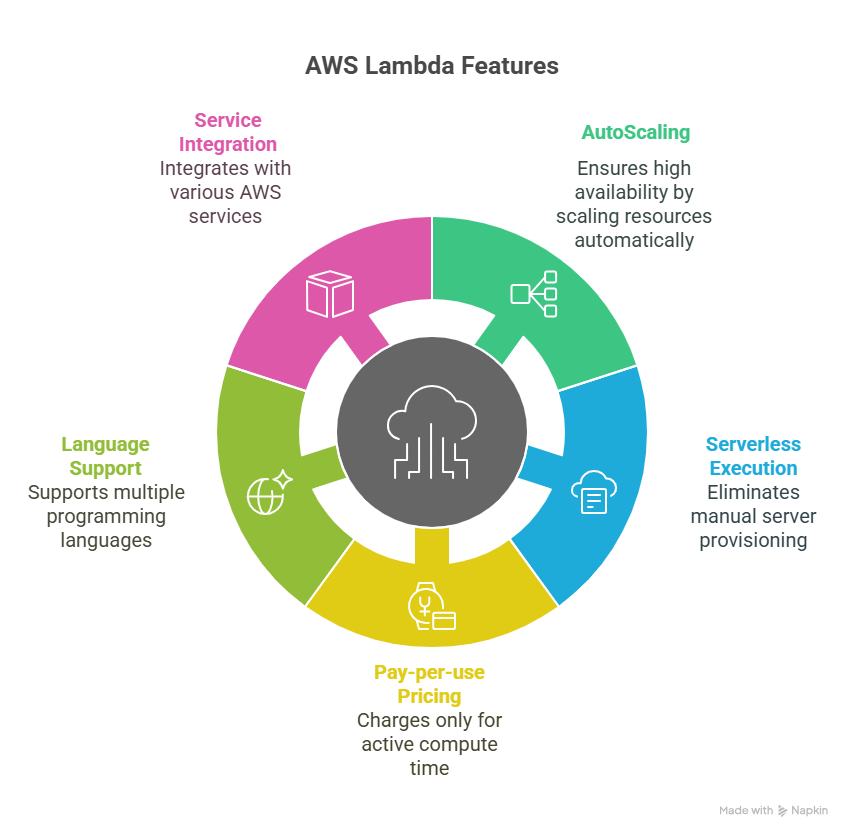 AWS Lambda Features
Service
Integration
Integrates with
various AWS
services
AutoScaling
Ensures high
availability by
scaling resources
automatically
Language
Support
Supports multiple
programming
languages
Serverless
Execution
Eliminates
manual server
provisioning
Pay-per-use
Pricing
Charges only for
active compute
time
Made with Napkin